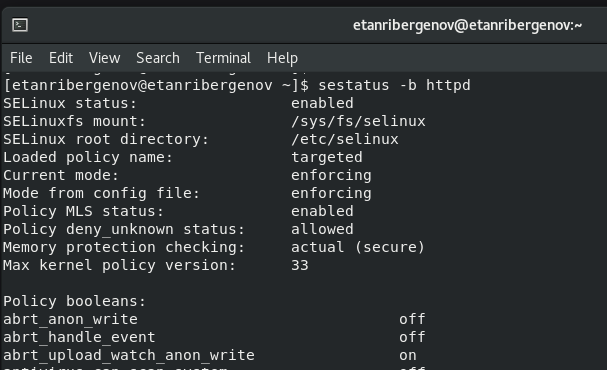 etanribergenov@etanribergenov:~
File Edit View Search Terminal Help
[etanribergenov@etanribergenov ~]$ sestatus -b httpd
SELinux status: enabled
SELinuxfs mount: /sys/fs/selinux
SELinux root directory: /etc/selinux
Loaded policy name: targeted
Current mode: enforcing
Mode from config file: enforcing
Policy MLS status: enabled
Policy deny_unknown status: allowed
Memory protection checking: actual (secure)
Max kernel policy version: 33
Policy booleans:
abrt_anon_write off
abrt_handle_event off
abrt_upload_watch_anon_write on